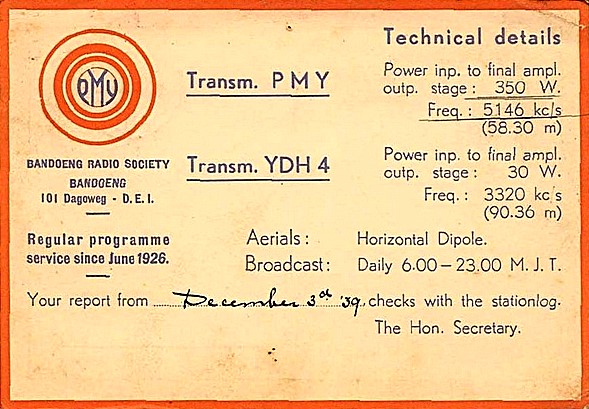 PMY
BANDOENG RADIO SOCIETY
BANDOENG
101 Dagoweg - D.E.I.
Regular programme
service since June 1926.
Transm. PMY
Transm. YDH 4
Technical details
Power inp. to final ampl.
outp. stage: 350 W.
Freq.: 5146 kc/s
(58.30 m)
Power inp. to final ampl.
outp. stage: 30 W.
Freq.: 3320 kc/s
(90.36 m)
Aerials: Horizontal Dipole.
Broadcast: Daily 6.00-23.00 M.J.T.
Your report from December 3rd '39 checks with the stationlog.
The Hon. Secretary.